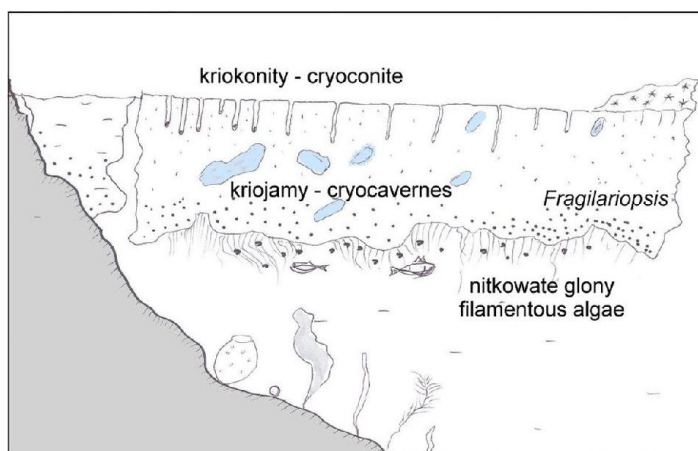 kriokonity - cryoconite
kriojamy - cryocavernes
Fragilariopsis
nitkowate glony
filamentous algae